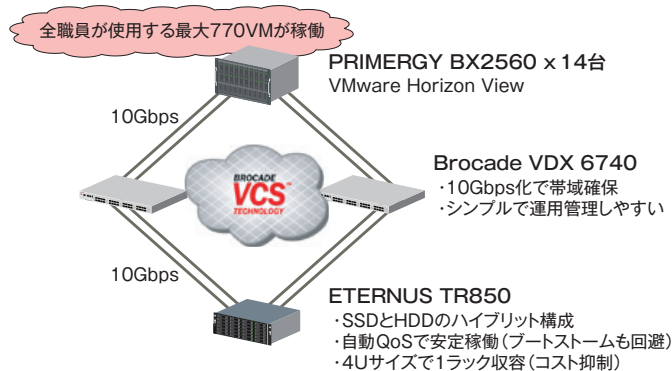 全職員が使用する最大770VMが稼働
PRIMERGY BX2560 x 14台
VMware Horizon View
10Gbps
BROCADE
VCS™
TECHNOLOGY
Brocade VDX 6740
・10Gbps化で帯域確保
・シンプルで運用管理しやすい
10Gbps
ETERNUS TR850
・SSDとHDDのハイブリット構成
・自動QoSで安定稼働（ブートストームも回避）
・4Uサイズで1ラック収容（コスト抑制）